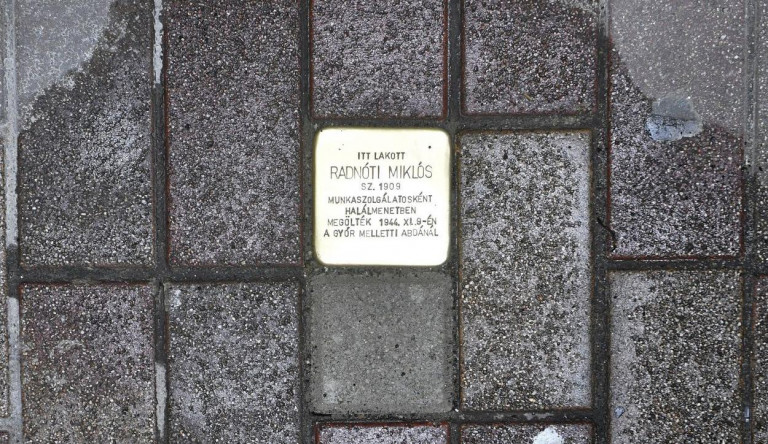 ITT LAKOTT
RADNÓTI MIKLÓS
SZ. 1909
MUNKASZOLGÁLATOSKÉNT
HALÁLMENETBEN
MEGÖLTÉK 1944. XI.9-ÉN
A GYŐR MELLETTI ABDÁNÁL